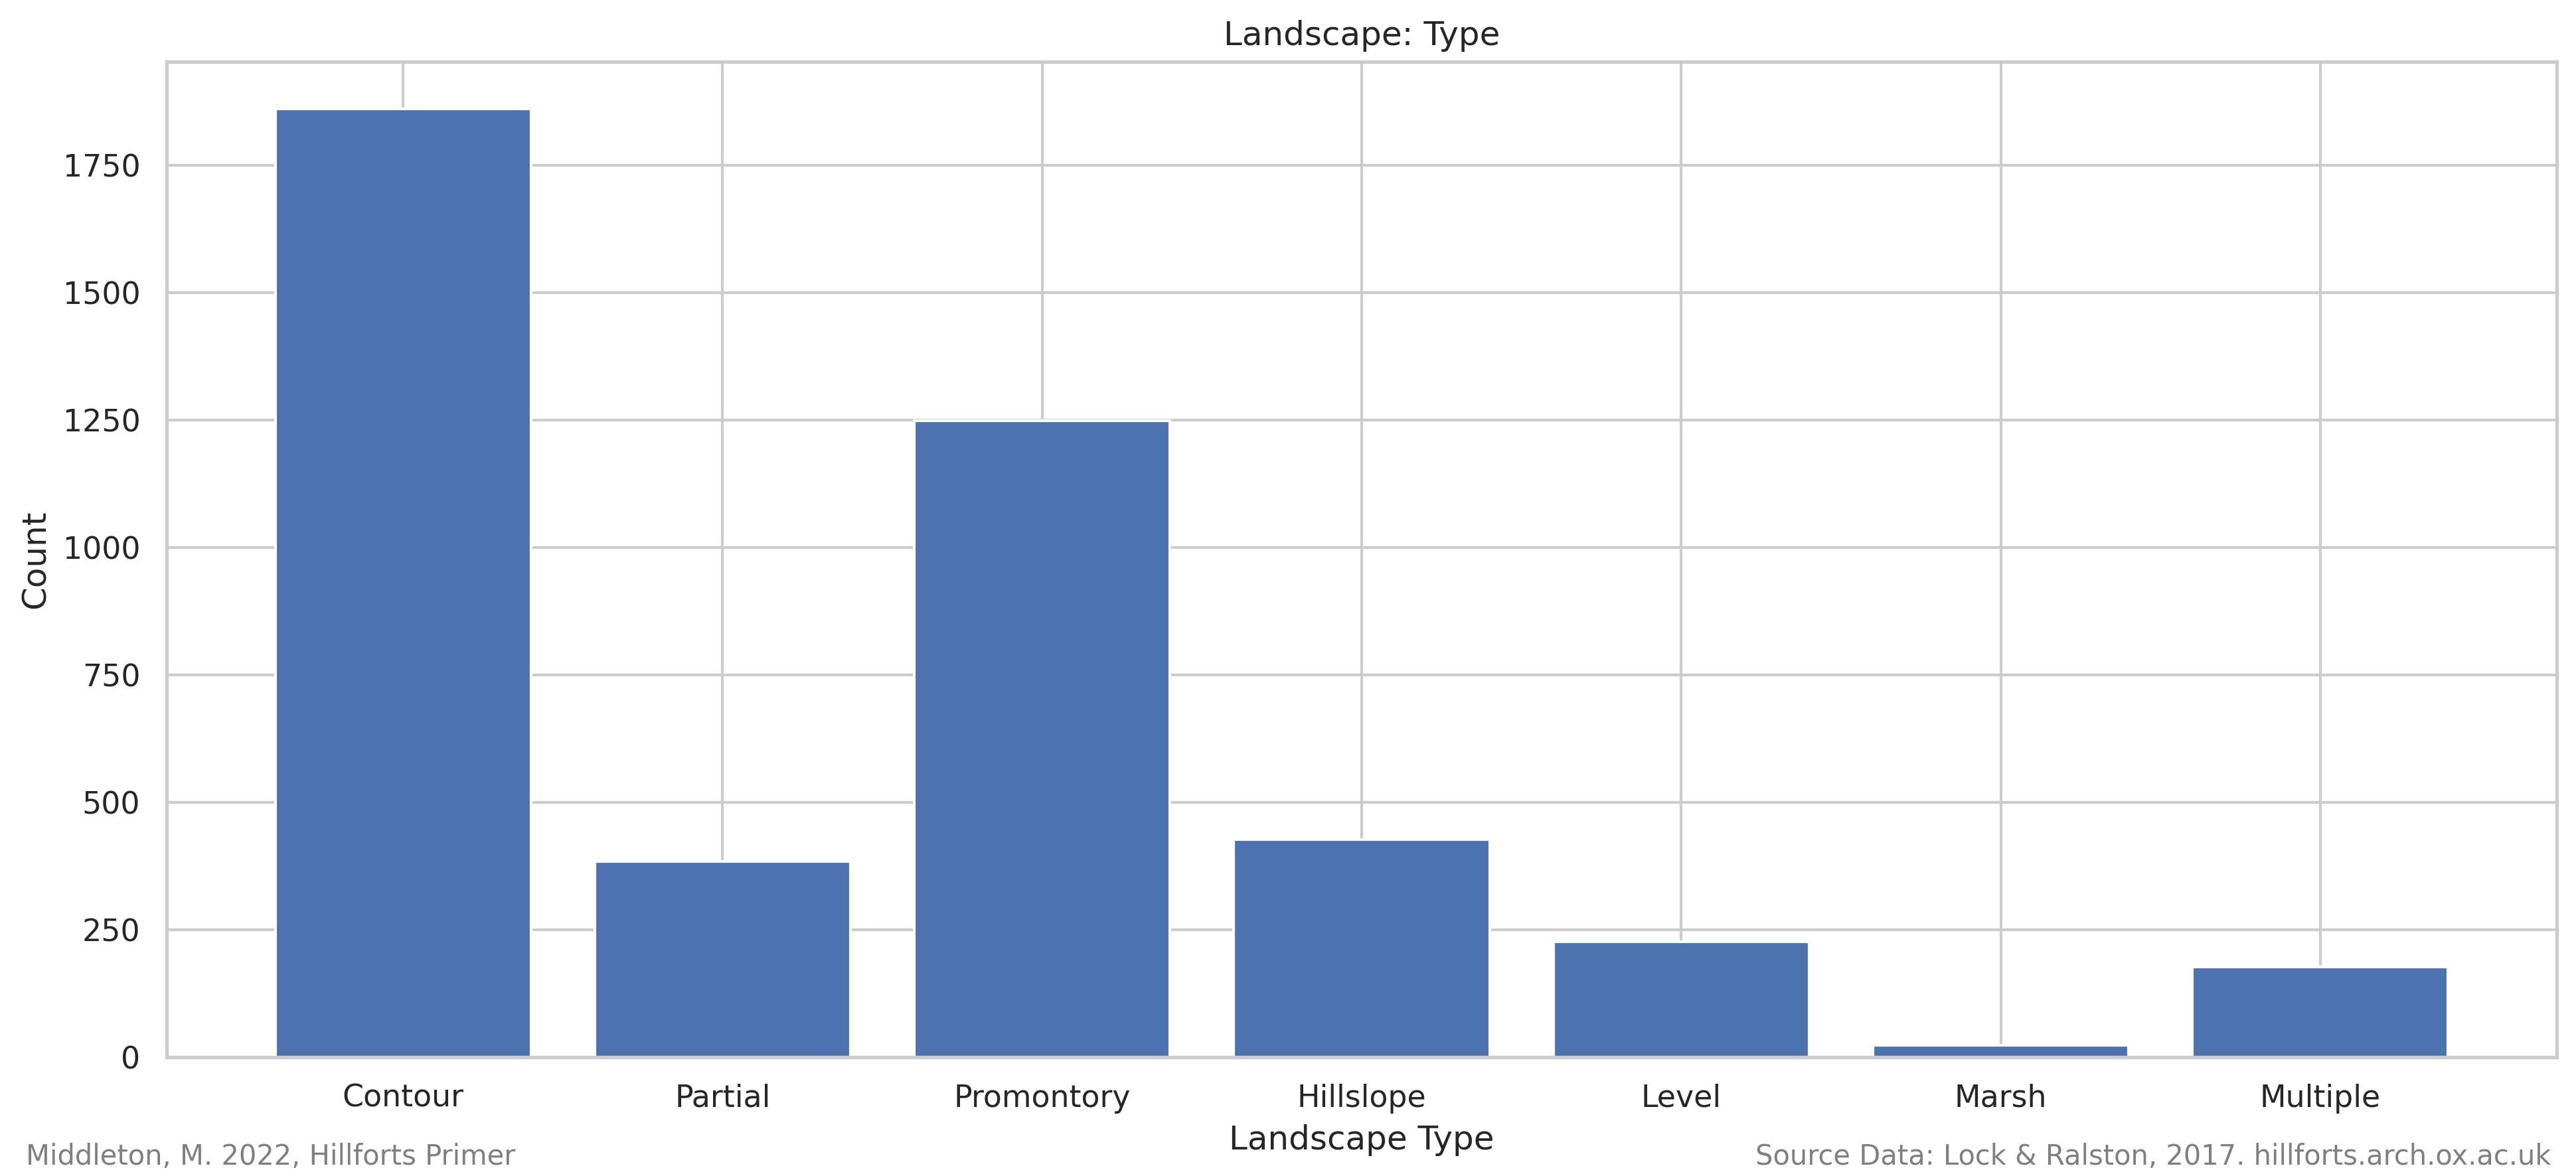 Landscape: Type
1750
1500
1250
1000
750
500
250
0
Count
Contour Partial Promontory Hillslope Level Marsh Multiple
Landscape Type
Middleton, M. 2022, Hillforts Primer
Source Data: Lock & Ralston, 2017. hillforts.arch.ox.ac.uk